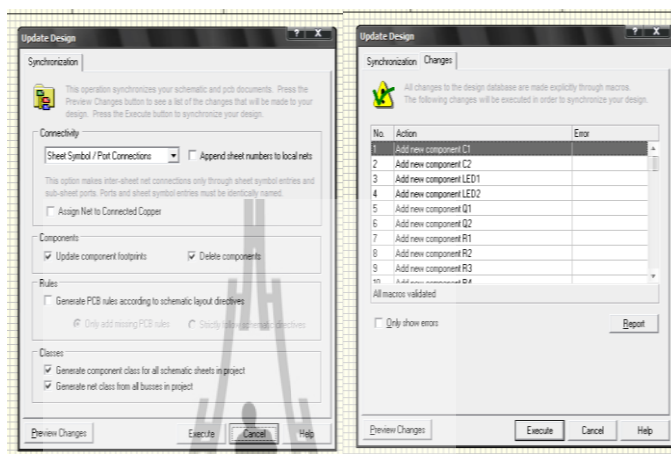 Update Design
Synchronization
This operation synchronizes your schematic and pcb documents. Press the
Preview Changes button to see a list of the changes that will be made to your
design. Press the Execute button to synchronize your design.
Connectivity
Sheet Symbol / Port Connections
Append sheet numbers to local nets
This option makes inter-sheet net connections only through sheet symbol entries and
sub-sheet ports. Ports and sheet symbol entries must be identically named.
Assign Net to Connected Copper
Components
Update component footprints
Delete components
Rules
Generate PCB rules according to schematic layout directives
Only add missing PCB rules
Strictly follow schematic directives
Classes
Generate component class for all schematic sheets in project
Generate net class from all busses in project
Preview Changes
Execute
Cancel
Help
Update Design
Synchronization Changes
All changes to the design database are made explicitly through macros.
The following changes will be executed in order to synchronize your design.
No. Action Error
1 Add new component C1
2 Add new component C2
3 Add new component LED1
4 Add new component LED2
5 Add new component Q1
6 Add new component Q2
7 Add new component R1
8 Add new component R2
9 Add new component R3
10 Add new component R4
All macros validated
Only show errors
Report
Preview Changes
Execute
Cancel
Help